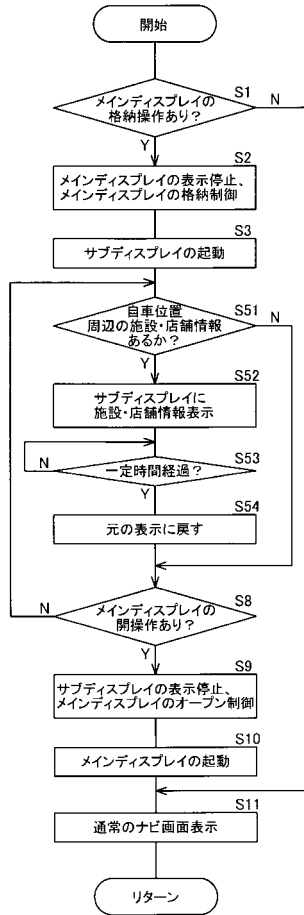 開始
S1
メインディスプレイの
格納操作あり?
N
Y
S2
メインディスプレイの表示停止、
メインディスプレイの格納制御
S3
サブディスプレイの起動
S51
自車位置
周辺の施設・店舗情報
あるか?
N
Y
S52
サブディスプレイに
施設・店舗情報表示
S53
N
一定時間経過?
Y
S54
元の表示に戻す
S8
N
メインディスプレイの
開操作あり?
Y
S9
サブディスプレイの表示停止、
メインディスプレイのオープン制御
S10
メインディスプレイの起動
S11
通常のナビ画面表示
リターン